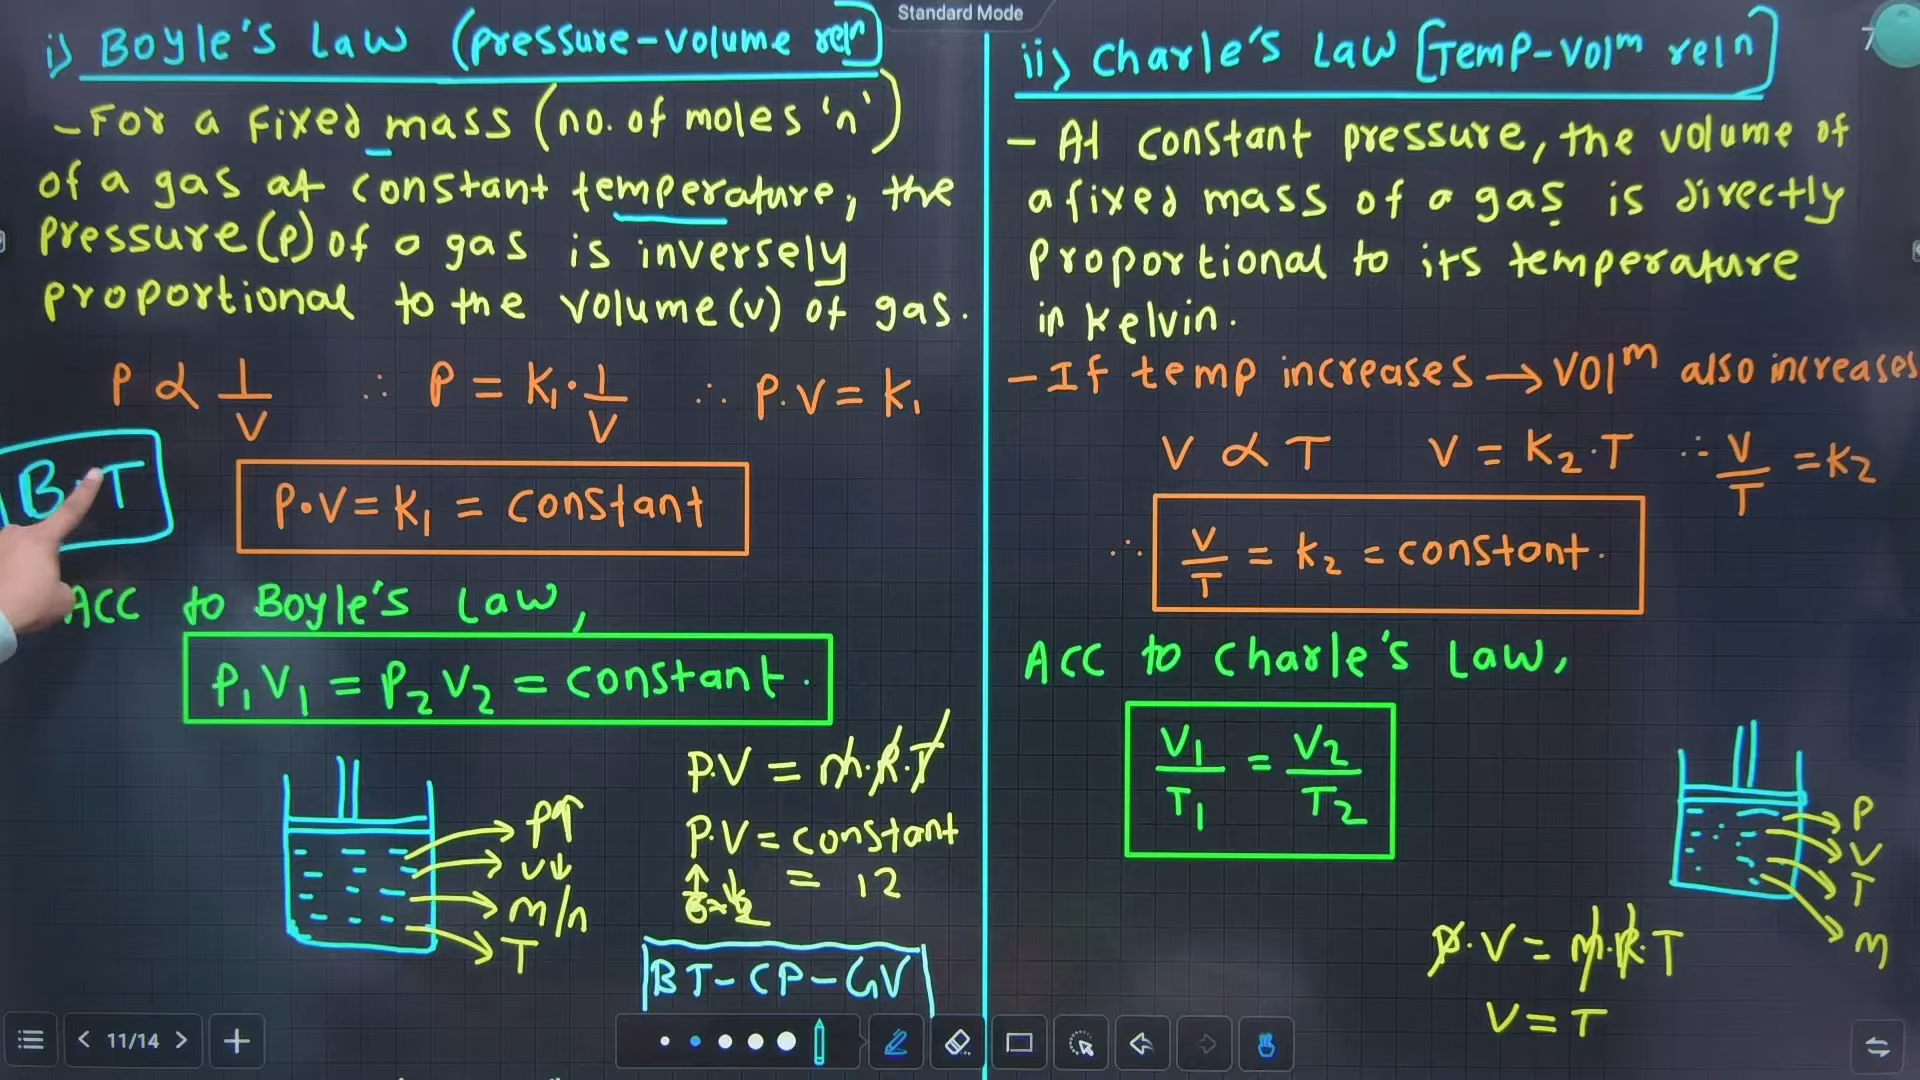 Standard Mode
i) Boyle's Law (pressure-volume relⁿ)
- For a fixed mass (no. of moles 'n')
of a gas at constant temperature, the
pressure (p) of a gas is inversely
proportional to the volume (v) of gas.
P ∝ 1/V ∴ P = K₁·1/V ∴ P·V = K₁
B.T
P·V = K₁ = constant
Acc to Boyle's Law,
P₁V₁ = P₂V₂ = constant.
P↑
V↓
m/n
T
P.V = m.R.T
P.V = constant
= 12
BT-CP-GV
ii) Charle's Law [Temp-Volᵐ relⁿ]
- At constant pressure, the volume of
a fixed mass of a gas is directly
proportional to its temperature
in Kelvin.
- If temp increases → Volᵐ also increases
V ∝ T V = K₂·T ∴ V/T = K₂
∴ V/T = K₂ = constant.
Acc to Charle's Law,
V₁/T₁ = V₂/T₂
P
V
T
m
P.V = m.R.T
V = T
11/14